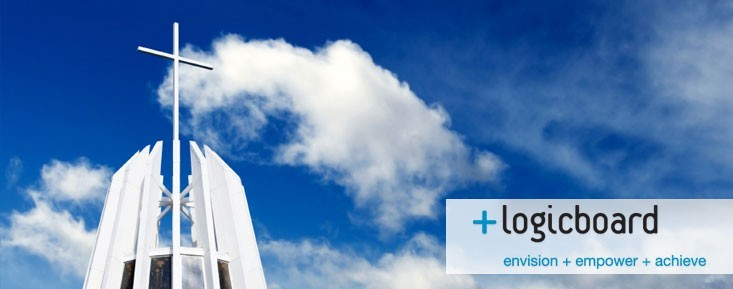 +logicboard
envision + empower + achieve